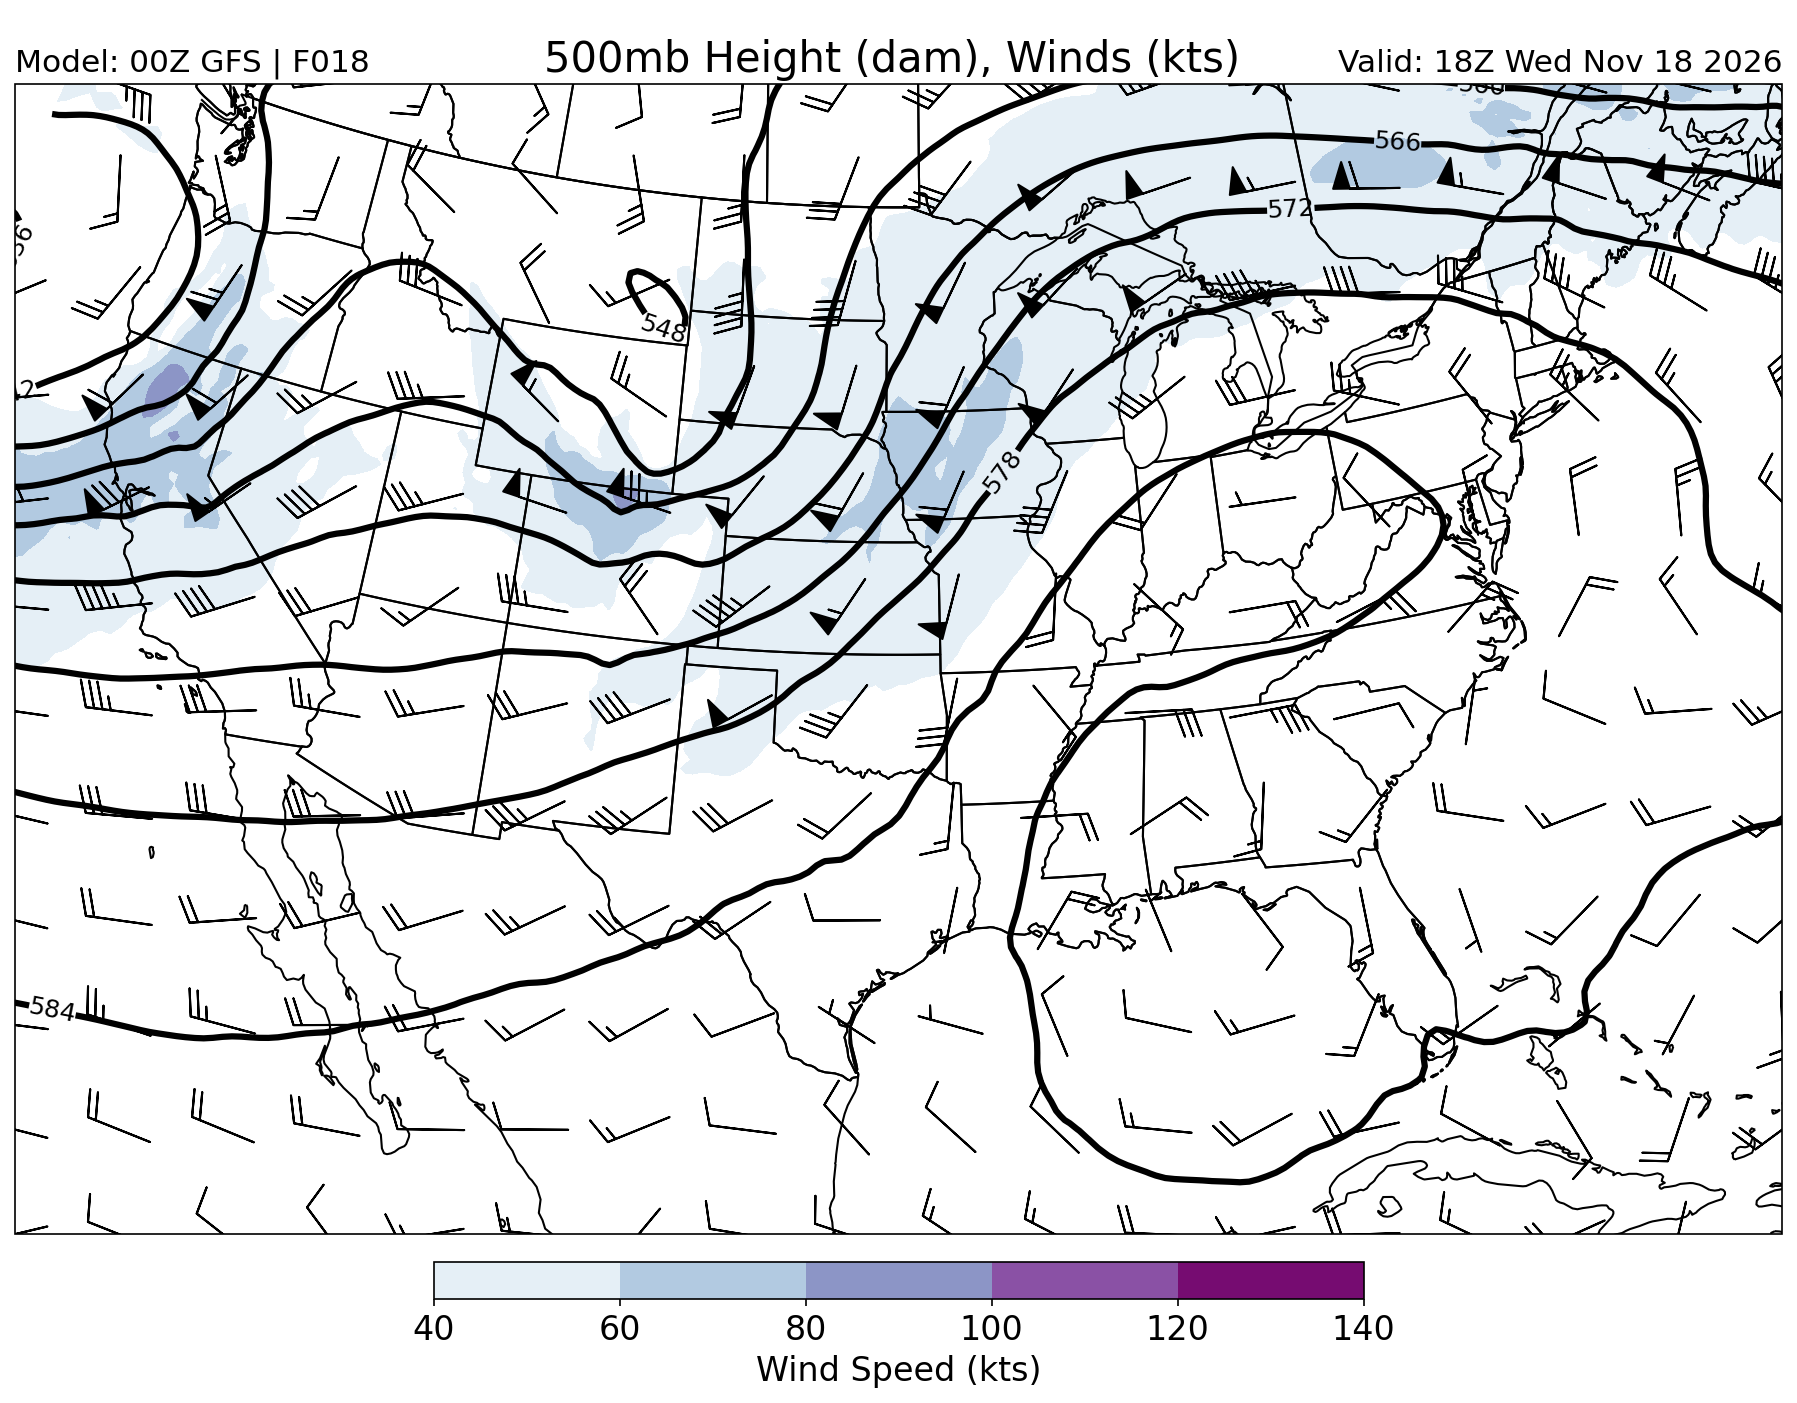 Model: 00Z GFS | F018
500mb Height (dam), Winds (kts)
Valid: 18Z Wed Nov 18 2026
566
572
548
578
584
40 60 80 100 120 140
Wind Speed (kts)